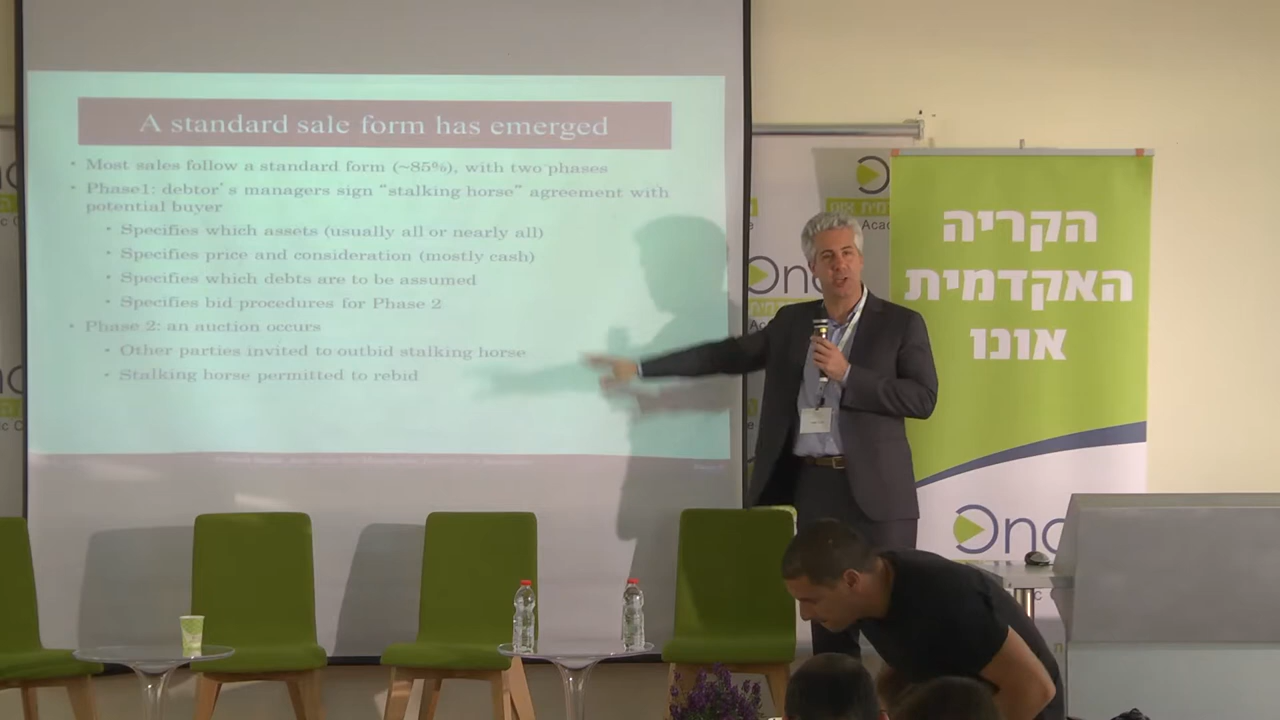 A standard sale form has emerged
• Most sales follow a standard form (~85%), with two phases
• Phase1: debtor's managers sign "stalking horse" agreement with
potential buyer
• Specifies which assets (usually all or nearly all)
• Specifies price and consideration (mostly cash)
• Specifies which debts are to be assumed
• Specifies bid procedures for Phase 2
• Phase 2: an auction occurs
• Other parties invited to outbid stalking horse
• Stalking horse permitted to rebid
הקריה
האקדמית
אונו
Ono